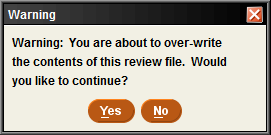 Warning
Warning: You are about to over-write
the contents of this review file. Would
you like to continue?
Yes No